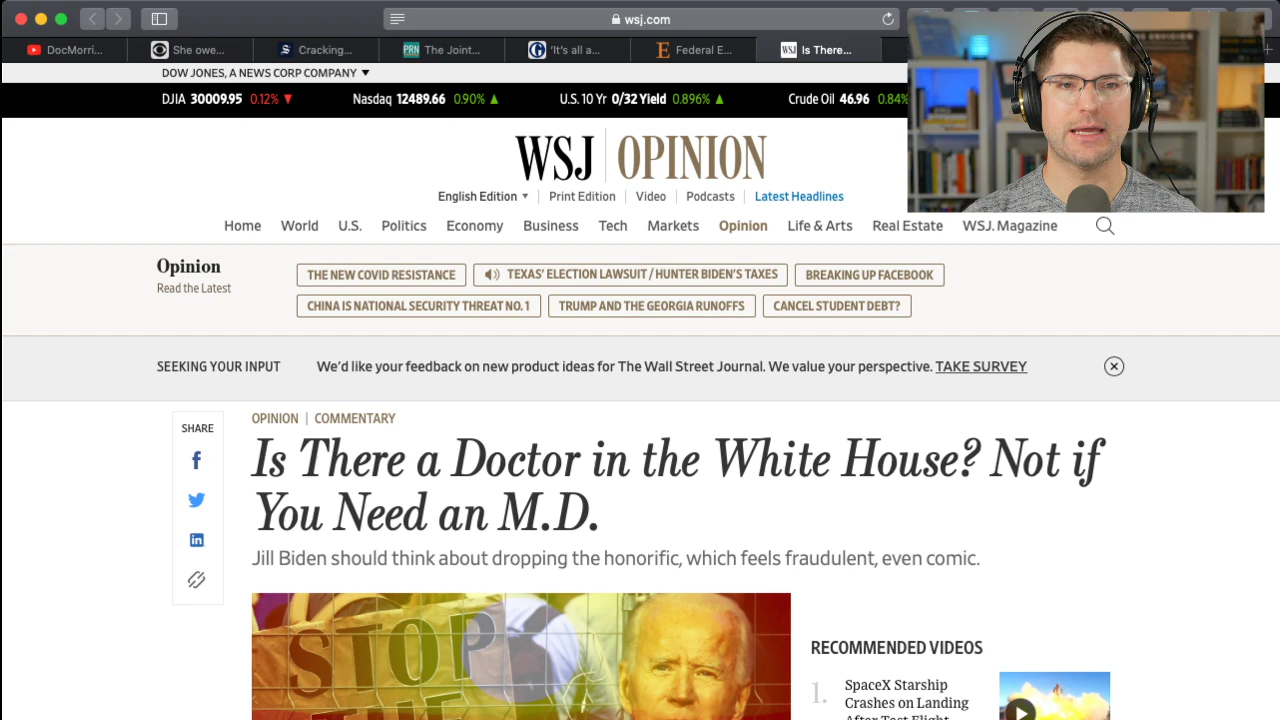 wsj.com
DocMorri...
She owe...
Cracking...
PRN The Joint...
'It's all a...
Federal E...
WSJ Is There...
DOW JONES, A NEWS CORP COMPANY
DJIA 30009.95 0.12% Nasdaq 12489.66 0.90% U.S. 10 Yr 0/32 Yield 0.896% Crude Oil 46.96 0.84%
WSJ OPINION
English Edition Print Edition Video Podcasts Latest Headlines
Home World U.S. Politics Economy Business Tech Markets Opinion Life & Arts Real Estate WSJ. Magazine
Opinion
Read the Latest
THE NEW COVID RESISTANCE TEXAS' ELECTION LAWSUIT / HUNTER BIDEN'S TAXES BREAKING UP FACEBOOK
CHINA IS NATIONAL SECURITY THREAT NO. 1 TRUMP AND THE GEORGIA RUNOFFS CANCEL STUDENT DEBT?
SEEKING YOUR INPUT We'd like your feedback on new product ideas for The Wall Street Journal. We value your perspective. TAKE SURVEY
SHARE
OPINION | COMMENTARY
Is There a Doctor in the White House? Not if
You Need an M.D.
Jill Biden should think about dropping the honorific, which feels fraudulent, even comic.
STOP
RECOMMENDED VIDEOS
1. SpaceX Starship
Crashes on Landing
After Test Flight